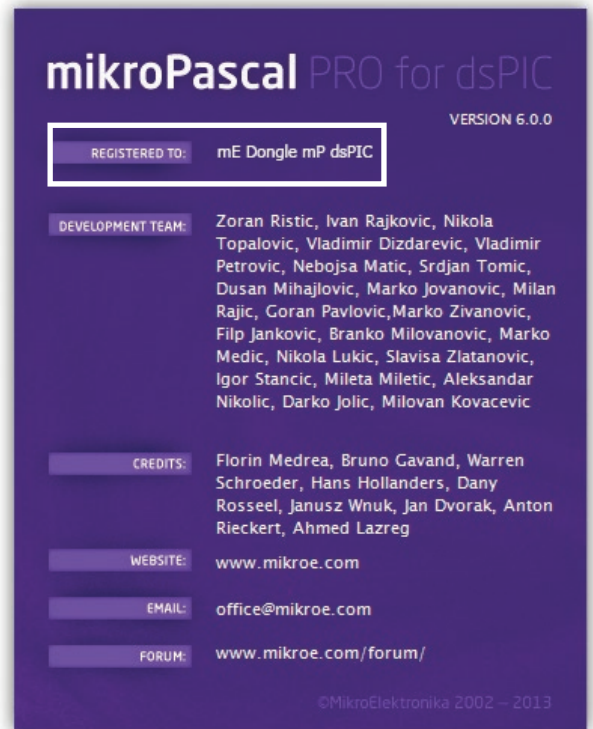 mikroPascal PRO for dsPIC
VERSION 6.0.0
REGISTERED TO: mE Dongle mP dsPIC
DEVELOPMENT TEAM: Zoran Ristic, Ivan Rajkovic, Nikola
Topalovic, Vladimir Dizdarevic, Vladimir
Petrovic, Nebojsa Matic, Srdjan Tomic,
Dusan Mihajlovic, Marko Jovanovic, Milan
Rajic, Goran Pavlovic,Marko Zivanovic,
Filp Jankovic, Branko Milovanovic, Marko
Medic, Nikola Lukic, Slavisa Zlatanovic,
Igor Stancic, Mileta Miletic, Aleksandar
Nikolic, Darko Jolic, Milovan Kovacevic
CREDITS: Florin Medrea, Bruno Gavand, Warren
Schroeder, Hans Hollanders, Dany
Rosseel, Janusz Wnuk, Jan Dvorak, Anton
Rieckert, Ahmed Lazreg
WEBSITE: www.mikroe.com
EMAIL: office@mikroe.com
FORUM: www.mikroe.com/forum/
©MikroElektronika 2002 – 2013